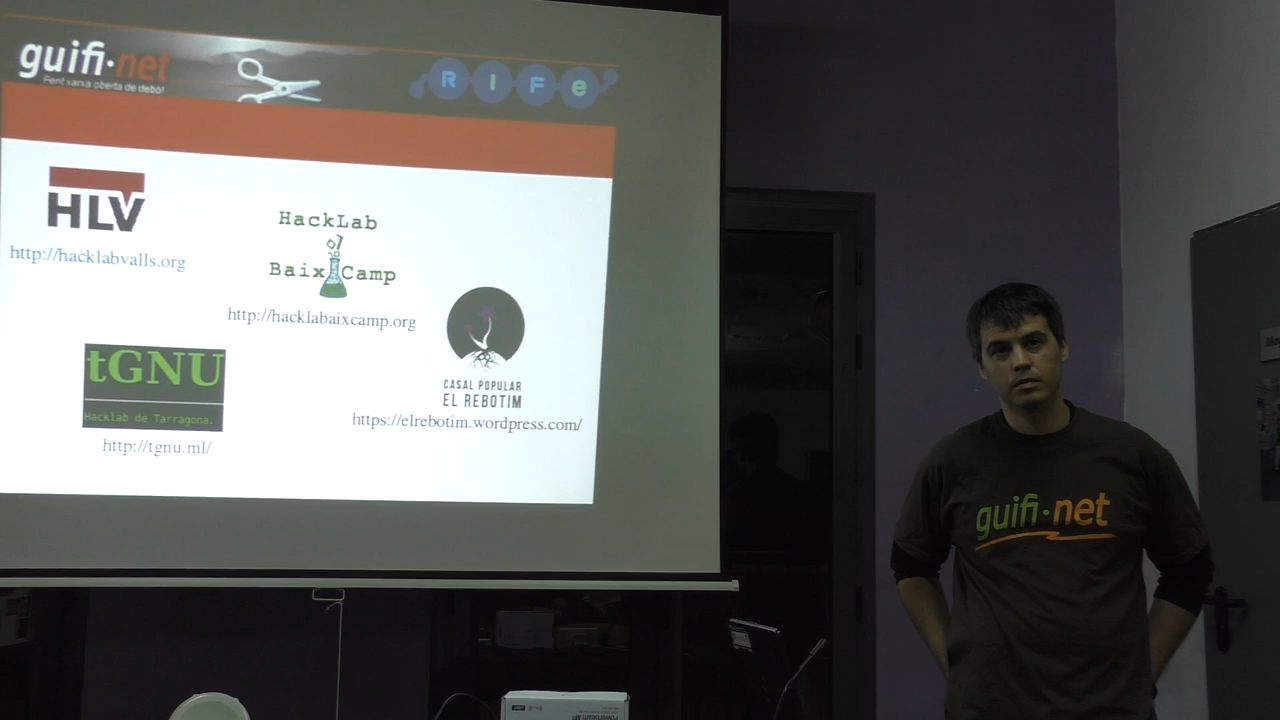 guifi·net
Fent xarxa oberta de debò!
R I F e
HLV
http://hacklabvalls.org
HackLab
Baix Camp
http://hacklabaixcamp.org
CASAL POPULAR
EL REBOTIM
https://elrebotim.wordpress.com/
tGNU
Hacklab de Tarragona.
http://tgnu.ml/
guifi·net